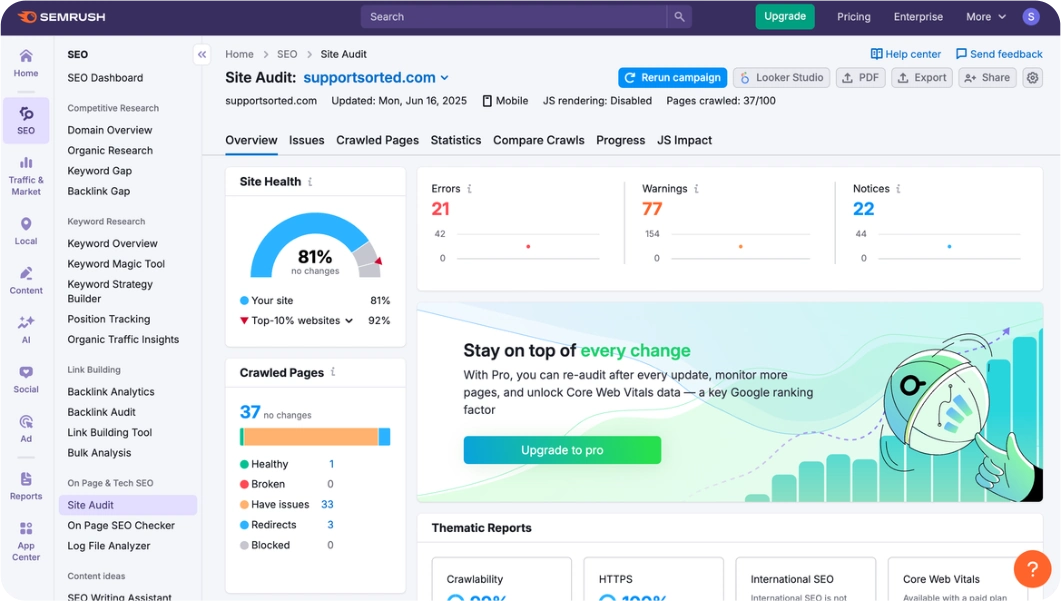 SEMRUSH
Search
Upgrade
Pricing
Enterprise
More
S
Home
SEO
Traffic &
Market
Local
Content
AI
Social
Ad
Reports
App
Center
SEO
SEO Dashboard
Competitive Research
Domain Overview
Organic Research
Keyword Gap
Backlink Gap
Keyword Research
Keyword Overview
Keyword Magic Tool
Keyword Strategy
Builder
Position Tracking
Organic Traffic Insights
Link Building
Backlink Analytics
Backlink Audit
Link Building Tool
Bulk Analysis
On Page & Tech SEO
Site Audit
On Page SEO Checker
Log File Analyzer
Content ideas
SEO Writing Assistant
Home > SEO > Site Audit
Help center
Send feedback
Site Audit: supportsorted.com
Rerun campaign
Looker Studio
PDF
Export
Share
supportsorted.com Updated: Mon, Jun 16, 2025 Mobile JS rendering: Disabled Pages crawled: 37/100
Overview Issues Crawled Pages Statistics Compare Crawls Progress JS Impact
Site Health i
81%
no changes
Your site 81%
Top-10% websites 92%
Crawled Pages i
37 no changes
Healthy 1
Broken 0
Have issues 33
Redirects 3
Blocked 0
Errors i
21
42
0
Warnings i
77
154
0
Notices i
22
44
0
Stay on top of every change
With Pro, you can re-audit after every update, monitor more
pages, and unlock Core Web Vitals data — a key Google ranking
factor
Upgrade to pro
Thematic Reports
Crawlability
HTTPS
100%
International SEO
International SEO is not
Core Web Vitals
Available with a paid plan
?